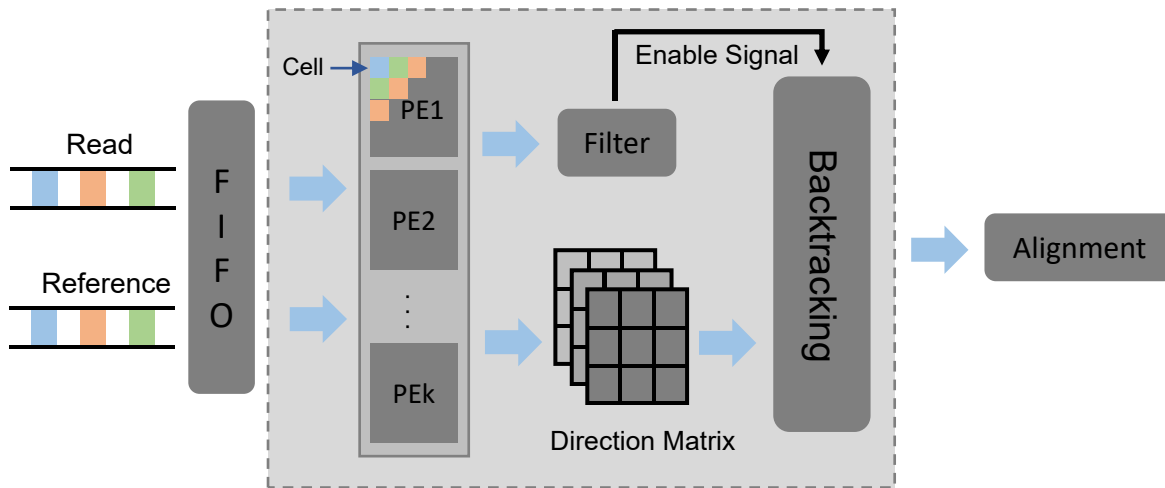 Read
Reference
F
I
F
O
Cell
PE1
PE2
...
PEk
Enable Signal
Filter
Direction Matrix
Backtracking
Alignment